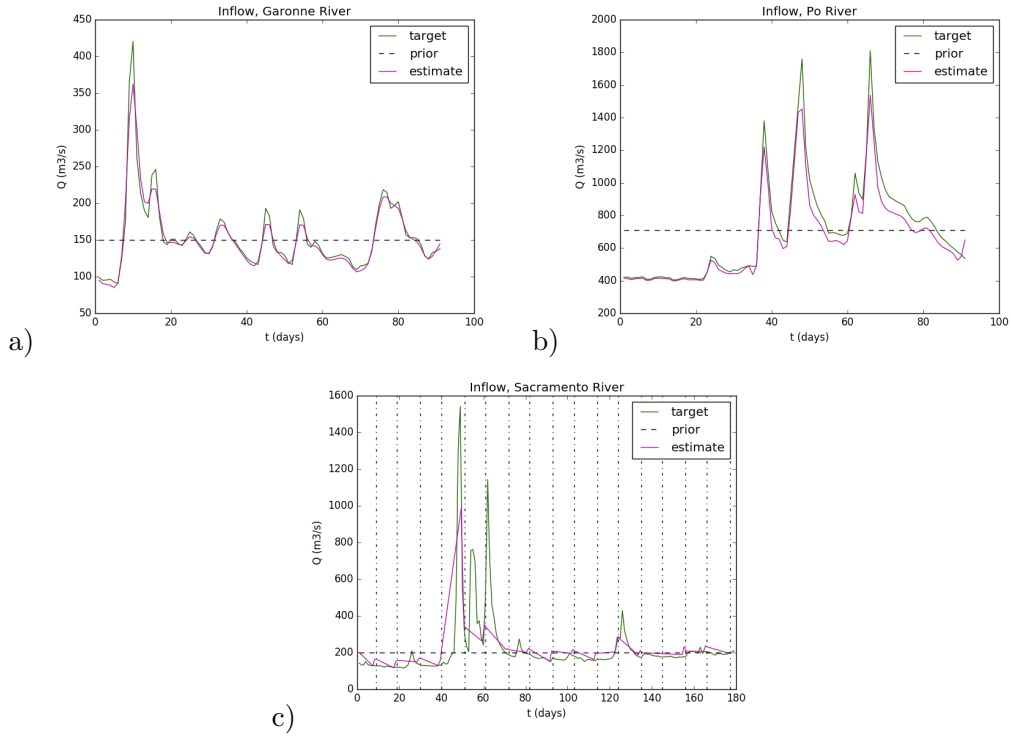 Inflow, Garonne River
450
400
350
300
250
200
150
100
50
Q (m3/s)
target
prior
estimate
0 20 40 60 80 100
t (days)
a)
Inflow, Po River
2000
1800
1600
1400
1200
1000
800
600
400
200
Q (m3/s)
target
prior
estimate
0 20 40 60 80 100
t (days)
b)
Inflow, Sacramento River
1600
1400
1200
1000
800
600
400
200
0
Q (m3/s)
target
prior
estimate
0 20 40 60 80 100 120 140 160 180
t (days)
c)